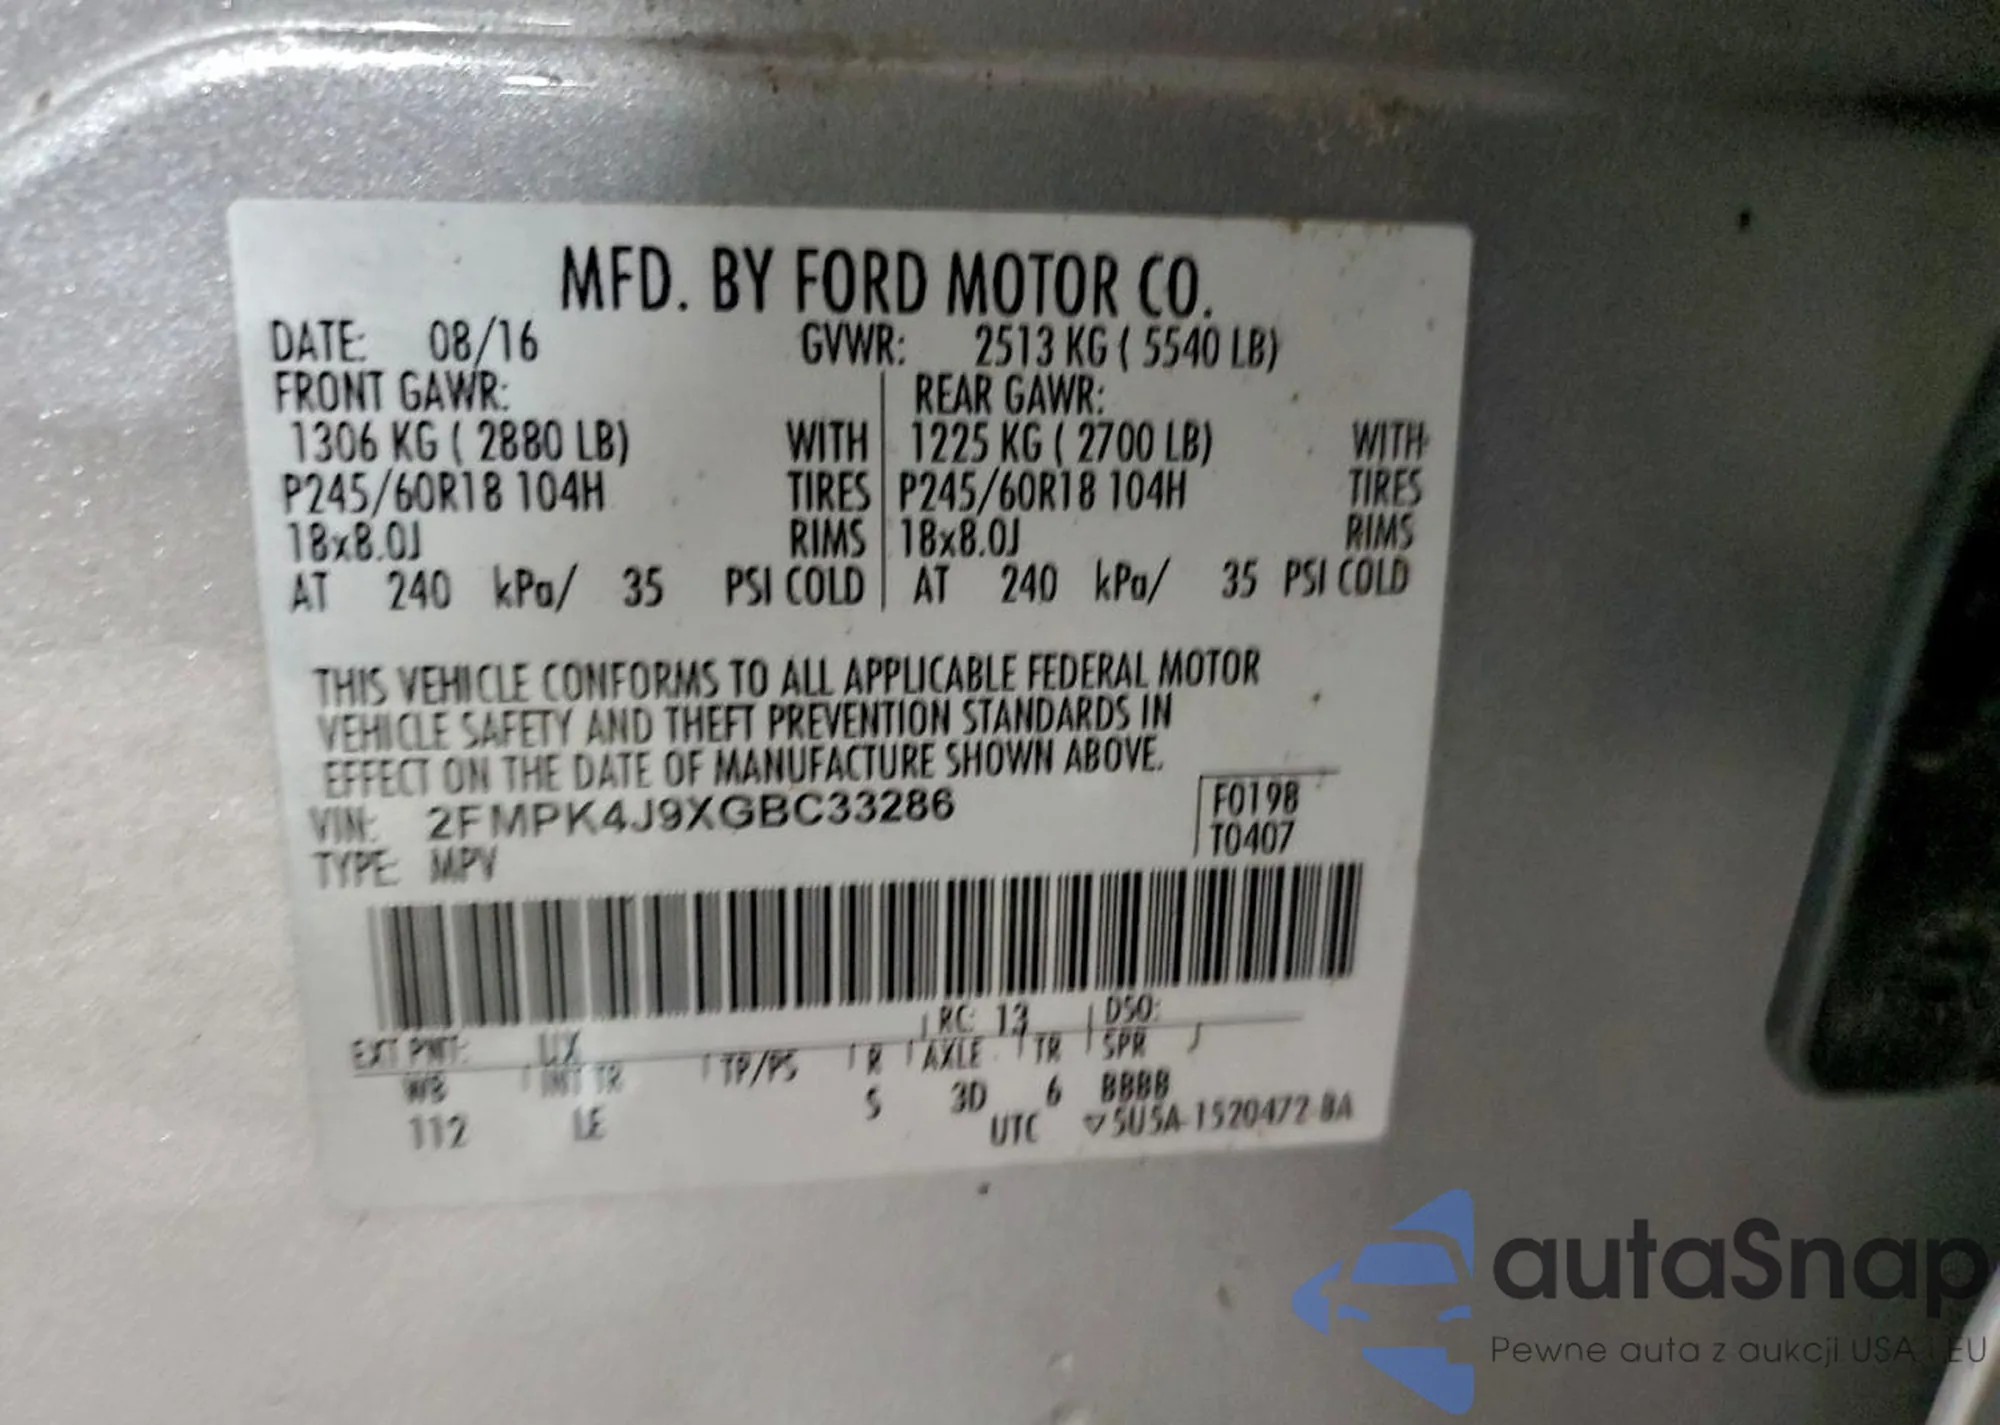 MFD. BY FORD MOTOR CO.
DATE: 08/16 GVWR: 2513 KG ( 5540 LB)
FRONT GAWR: REAR GAWR:
1306 KG ( 2880 LB) WITH 1225 KG ( 2700 LB) WITH
P245/60R18 104H TIRES P245/60R18 104H TIRES
18x8.0J RIMS 18x8.0J RIMS
AT 240 kPa/ 35 PSI COLD AT 240 kPa/ 35 PSI COLD
THIS VEHICLE CONFORMS TO ALL APPLICABLE FEDERAL MOTOR
VEHICLE SAFETY AND THEFT PREVENTION STANDARDS IN
EFFECT ON THE DATE OF MANUFACTURE SHOWN ABOVE.
VIN: 2FMPK4J9XGBC33286 F0198
TYPE: MPV T0407
EXT PNT: UX RC: 13 DSO:
WB INT TR TP/PS R AXLE TR SPR
112 LE S 3D 6 BBBB
UTC ▽5U5A-1520472-BA
autaSnap
Pewne auta z aukcji USA i EU